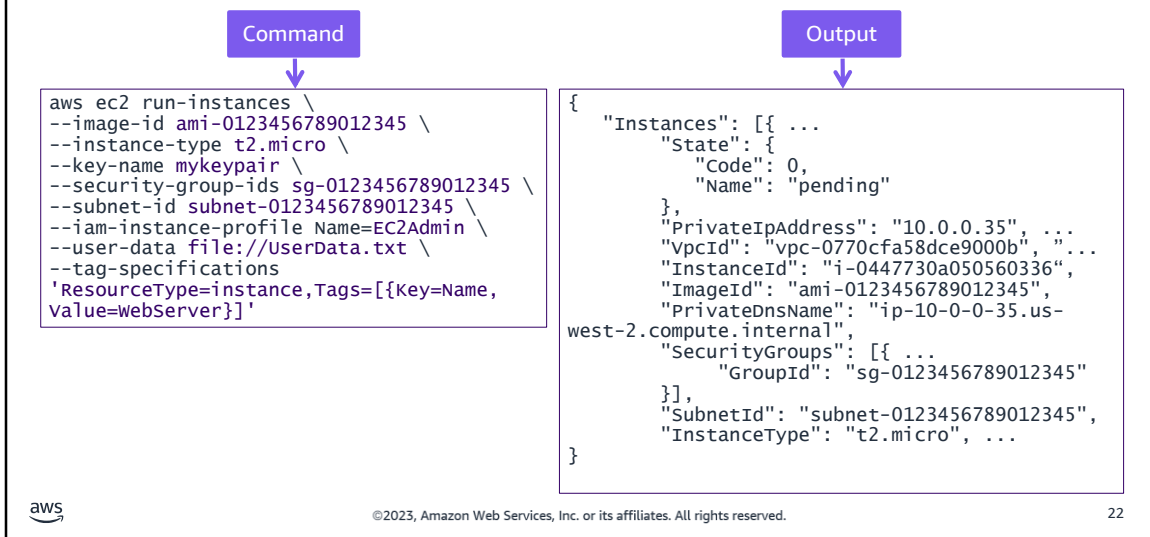 Command
aws ec2 run-instances \
--image-id ami-0123456789012345 \
--instance-type t2.micro \
--key-name mykeypair \
--security-group-ids sg-0123456789012345 \
--subnet-id subnet-0123456789012345 \
--iam-instance-profile Name=EC2Admin \
--user-data file://UserData.txt \
--tag-specifications
'ResourceType=instance,Tags=[{Key=Name,
Value=WebServer}]'
Output
{
   "Instances": [{ ...
          "State": {
             "Code": 0,
             "Name": "pending"
          },
          "PrivateIpAddress": "10.0.0.35", ...
          "VpcId": "vpc-0770cfa58dce9000b", ”...
          "InstanceId": "i-0447730a050560336“,
          "ImageId": "ami-0123456789012345",
          "PrivateDnsName": "ip-10-0-0-35.us-
west-2.compute.internal",
          "SecurityGroups": [{ ...
                "GroupId": "sg-0123456789012345"
          }],
          "SubnetId": "subnet-0123456789012345",
          "InstanceType": "t2.micro", ...
}
aws
©2023, Amazon Web Services, Inc. or its affiliates. All rights reserved.
22